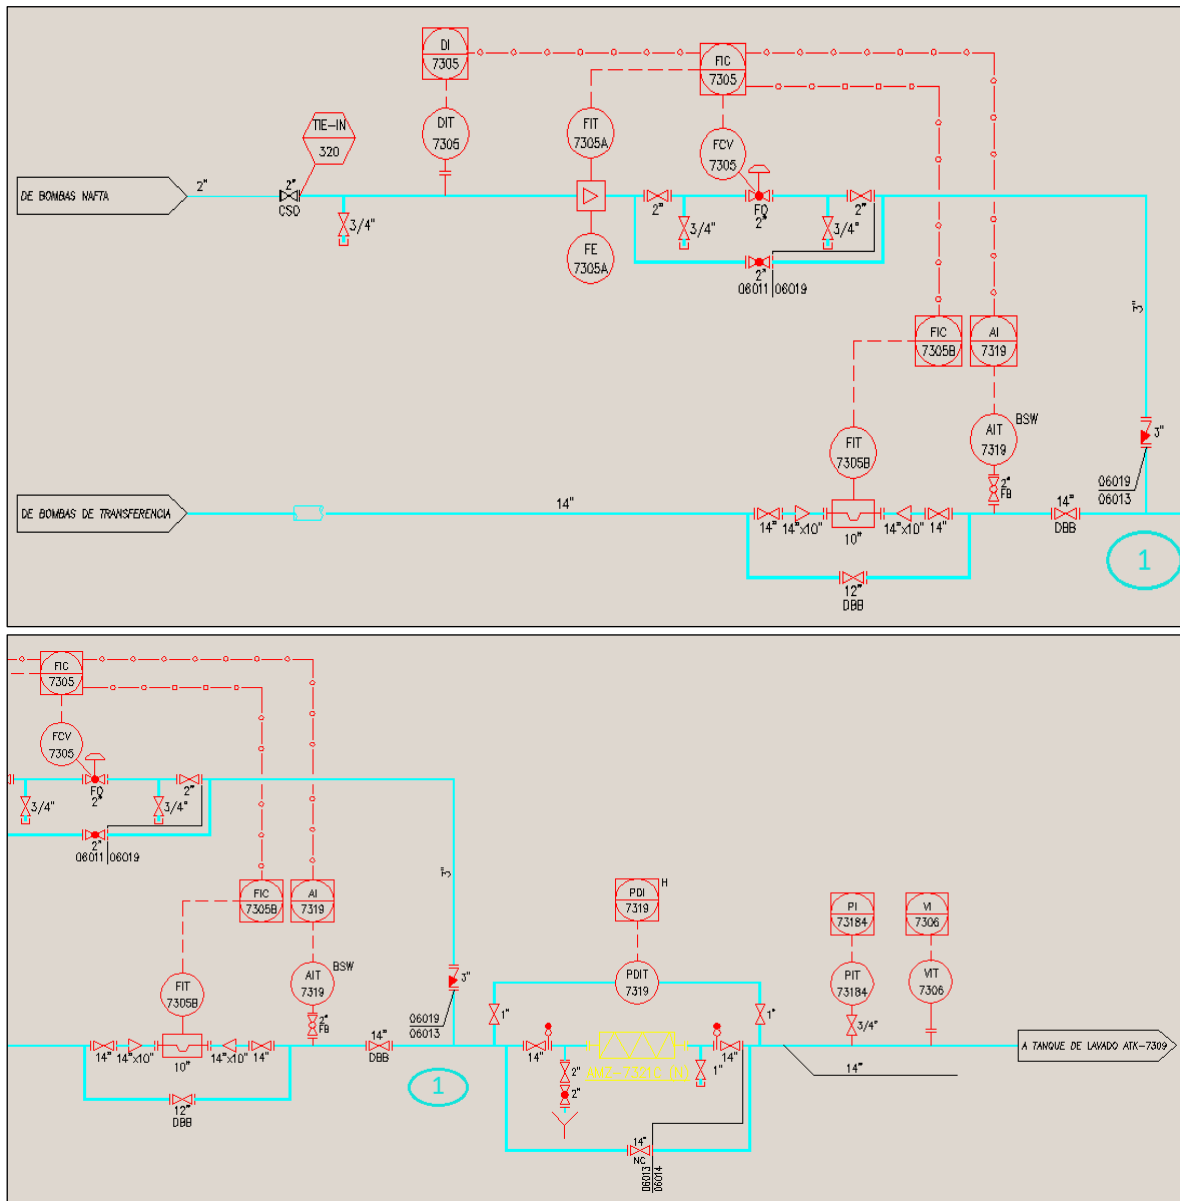 DI
7305
FIC
7305
TIE-IN
320
DIT
7305
FIT
7305A
FCV
7305
DE BOMBAS NAFTA
2"
2"
CSO
3/4"
2"
3/4"
FO
2"
3/4"
2"
FE
7305A
2"
06011 06019
3"
FIC
7305B
AI
7319
FIT
7305B
AIT
7319
BSW
3"
2"
FB
06019
06013
DE BOMBAS DE TRANSFERENCIA
14"
14"
14"x10"
10"
14"x10"
14"
14"
DBB
1
12"
DBB
FIC
7305
FCV
7305
3/4"
FO
2"
3/4"
2"
2"
06011 06019
3"
FIC
7305B
AI
7319
PDI
7319
H
PI
73184
VI
7306
FIT
7305B
AIT
7319
BSW
3"
PDIT
7319
PIT
73184
VIT
7306
2"
FB
06019
06013
1"
1"
3/4"
14"
14"x10"
10"
14"x10"
14"
14"
DBB
14"
14"
A TANQUE DE LAVADO ATK-7309
2"
1"
14"
2"
1
12"
DBB
14"
NC
06013
06014